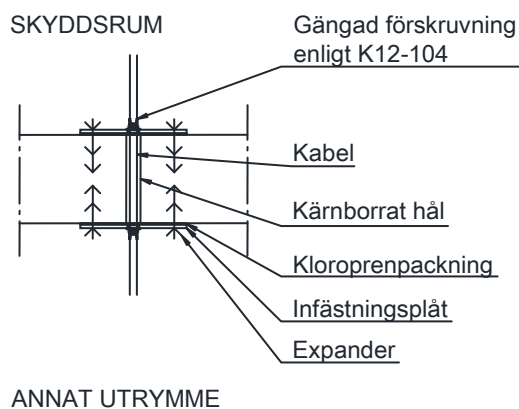 SKYDDSRUM
Gängad förskruvning
enligt K12-104
Kabel
Kärnborrat hål
Kloroprenpackning
Infästningsplåt
Expander
ANNAT UTRYMME